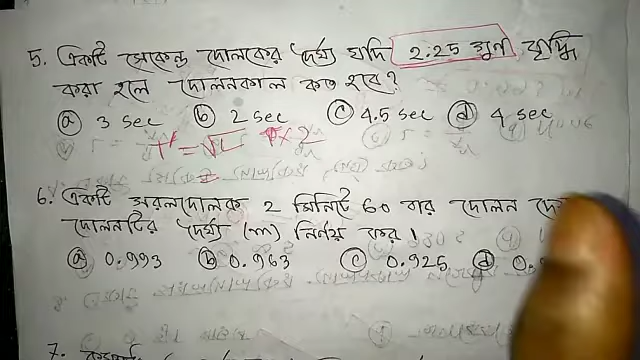 5. একটি সেকেন্ড দোলকের দৈর্ঘ্য যদি 2.25 গুন বৃদ্ধি
করা হলে দোলনকাল কত হবে?
ⓐ 3 sec ⓑ 2 sec ⓒ 4.5 sec ⓓ 4 sec
6. একটি সরলদোলক 2 মিনিটে 60 বার দোলন
দোলনটির দৈর্ঘ্য (m) নির্ণয় কর।
ⓐ 0.993 ⓑ 0.963 ⓒ 0.925 ⓓ
7.